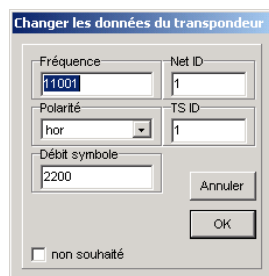 Changer les données du transpondeur
Fréquence
11001
Net ID
1
Polarité
hor
TS ID
1
Débit symbole
2200
Annuler
OK
non souhaité